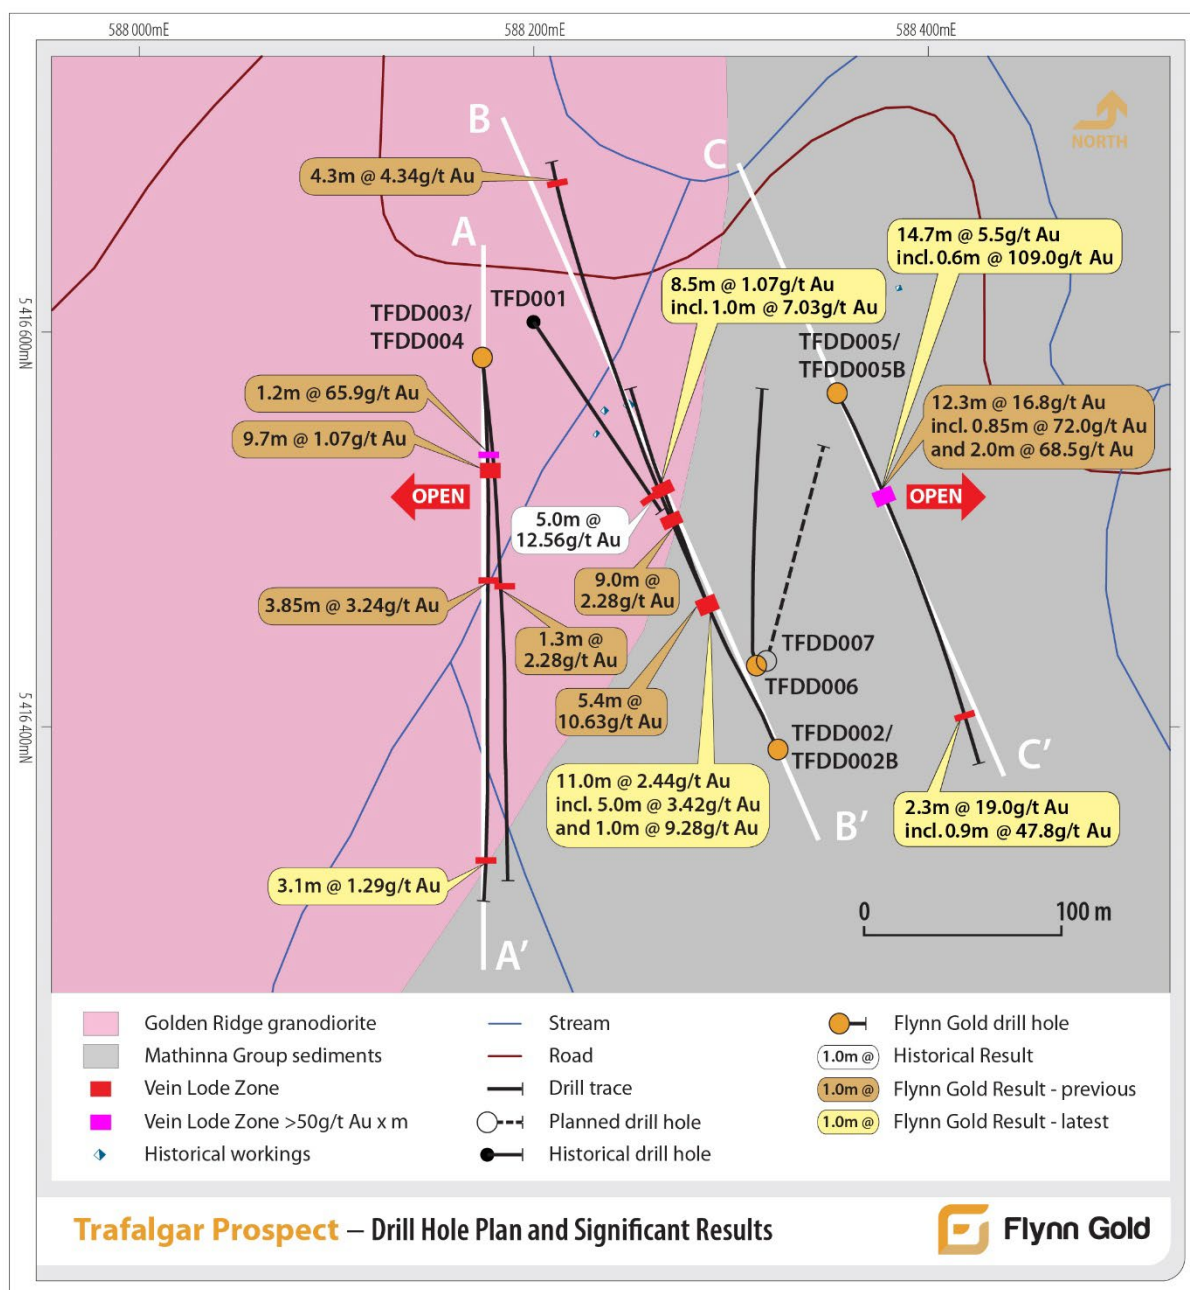 588 000mE
588 200mE
588 400mE
5 416 600mN
5 416 400mN
NORTH
B
C
A
4.3m @ 4.34g/t Au
14.7m @ 5.5g/t Au
incl. 0.6m @ 109.0g/t Au
8.5m @ 1.07g/t Au
incl. 1.0m @ 7.03g/t Au
TFDD003/
TFDD004
TFD001
TFDD005/
TFDD005B
1.2m @ 65.9g/t Au
9.7m @ 1.07g/t Au
12.3m @ 16.8g/t Au
incl. 0.85m @ 72.0g/t Au
and 2.0m @ 68.5g/t Au
OPEN
OPEN
5.0m @
12.56g/t Au
9.0m @
2.28g/t Au
3.85m @ 3.24g/t Au
1.3m @
2.28g/t Au
5.4m @
10.63g/t Au
TFDD007
TFDD006
TFDD002/
TFDD002B
11.0m @ 2.44g/t Au
incl. 5.0m @ 3.42g/t Au
and 1.0m @ 9.28g/t Au
2.3m @ 19.0g/t Au
incl. 0.9m @ 47.8g/t Au
3.1m @ 1.29g/t Au
A'
B'
C'
0
100 m
Golden Ridge granodiorite
Mathinna Group sediments
Vein Lode Zone
Vein Lode Zone >50g/t Au x m
Historical workings
Stream
Road
Drill trace
Planned drill hole
Historical drill hole
Flynn Gold drill hole
1.0m @ Historical Result
1.0m @ Flynn Gold Result - previous
1.0m @ Flynn Gold Result - latest
Trafalgar Prospect – Drill Hole Plan and Significant Results
Flynn Gold